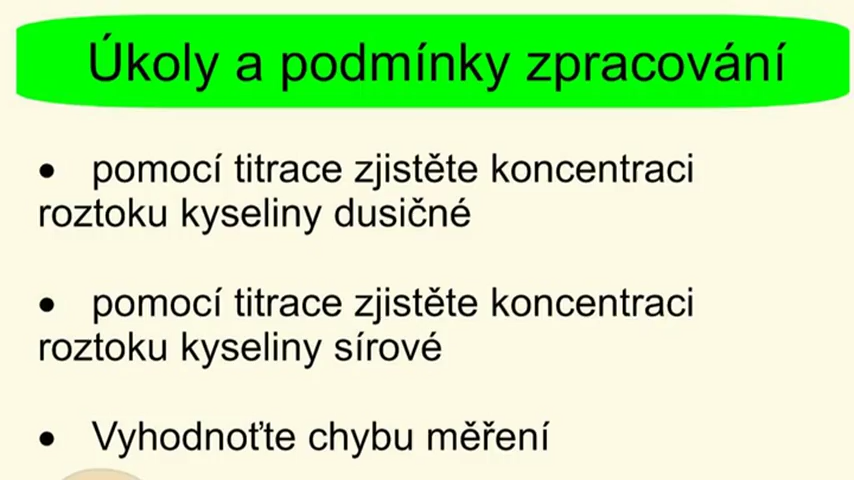 Úkoly a podmínky zpracování
• pomocí titrace zjistěte koncentraci
roztoku kyseliny dusičné
• pomocí titrace zjistěte koncentraci
roztoku kyseliny sírové
• Vyhodnoťte chybu měření